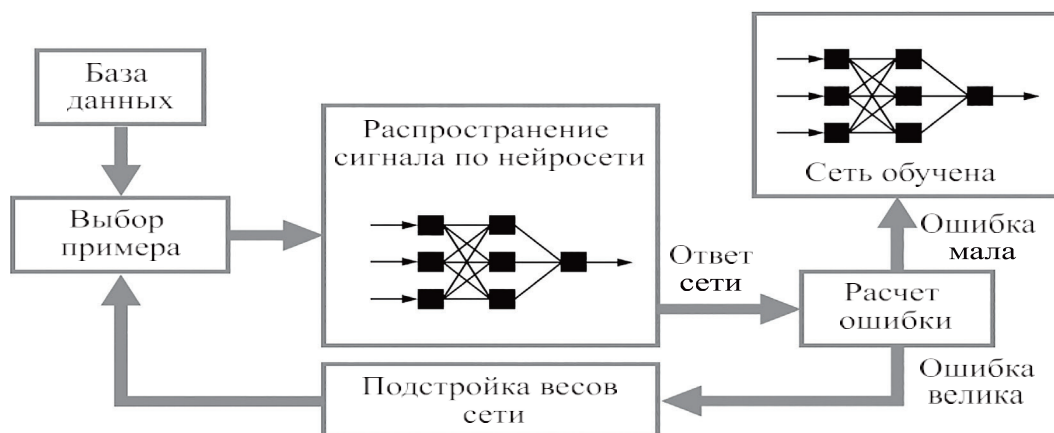 База
данных
Выбор
примера
Распространение
сигнала по нейросети
Ответ
сети
Расчет
ошибки
Ошибка
мала
Сеть обучена
Ошибка
велика
Подстройка весов
сети